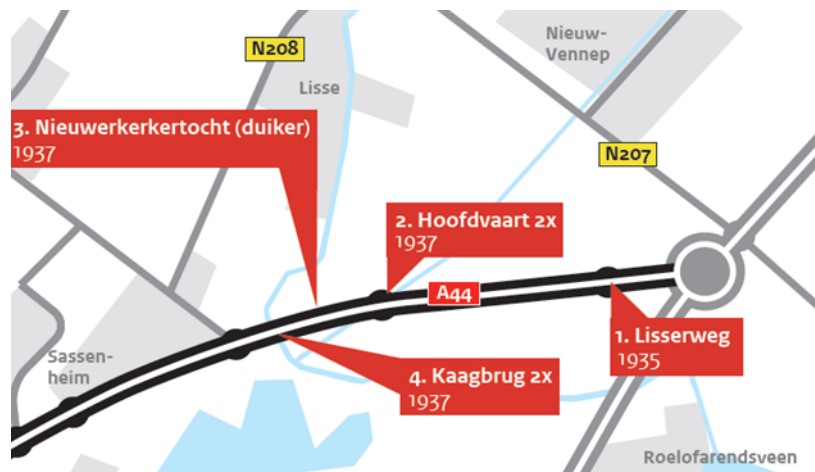 Nieuw-
Vennep
N208
Lisse
3. Nieuwerkerkertocht (duiker)
1937
N207
2. Hoofdvaart 2x
1937
A44
1. Lisserweg
1935
Sassen-
heim
4. Kaagbrug 2x
1937
Roelofarendsveen